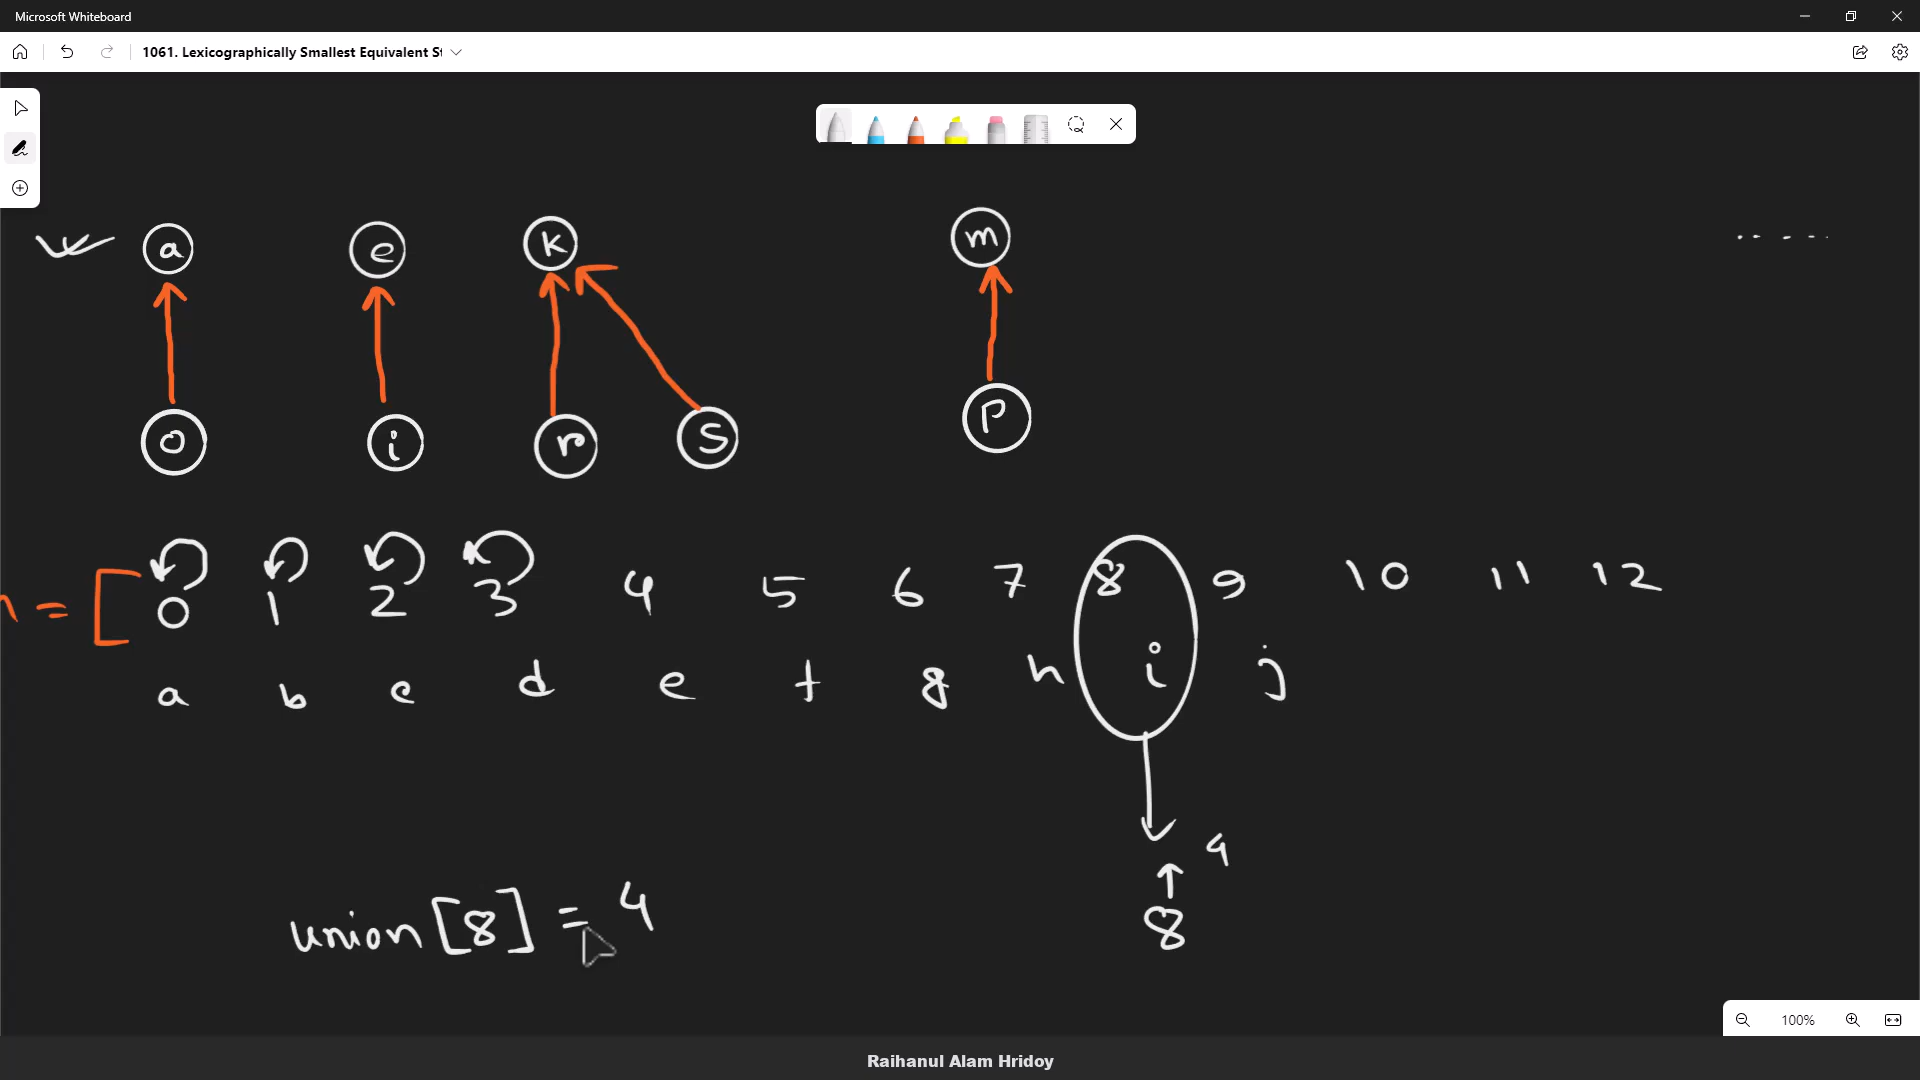 Microsoft Whiteboard
1061. Lexicographically Smallest Equivalent St
a e k m
o i r s P
= [ 0 1 2 3 4 5 6 7 8 9 10 11 12
a b c d e f g h i j
4
8
union[8] = 4
100%
Raihanul Alam Hridoy